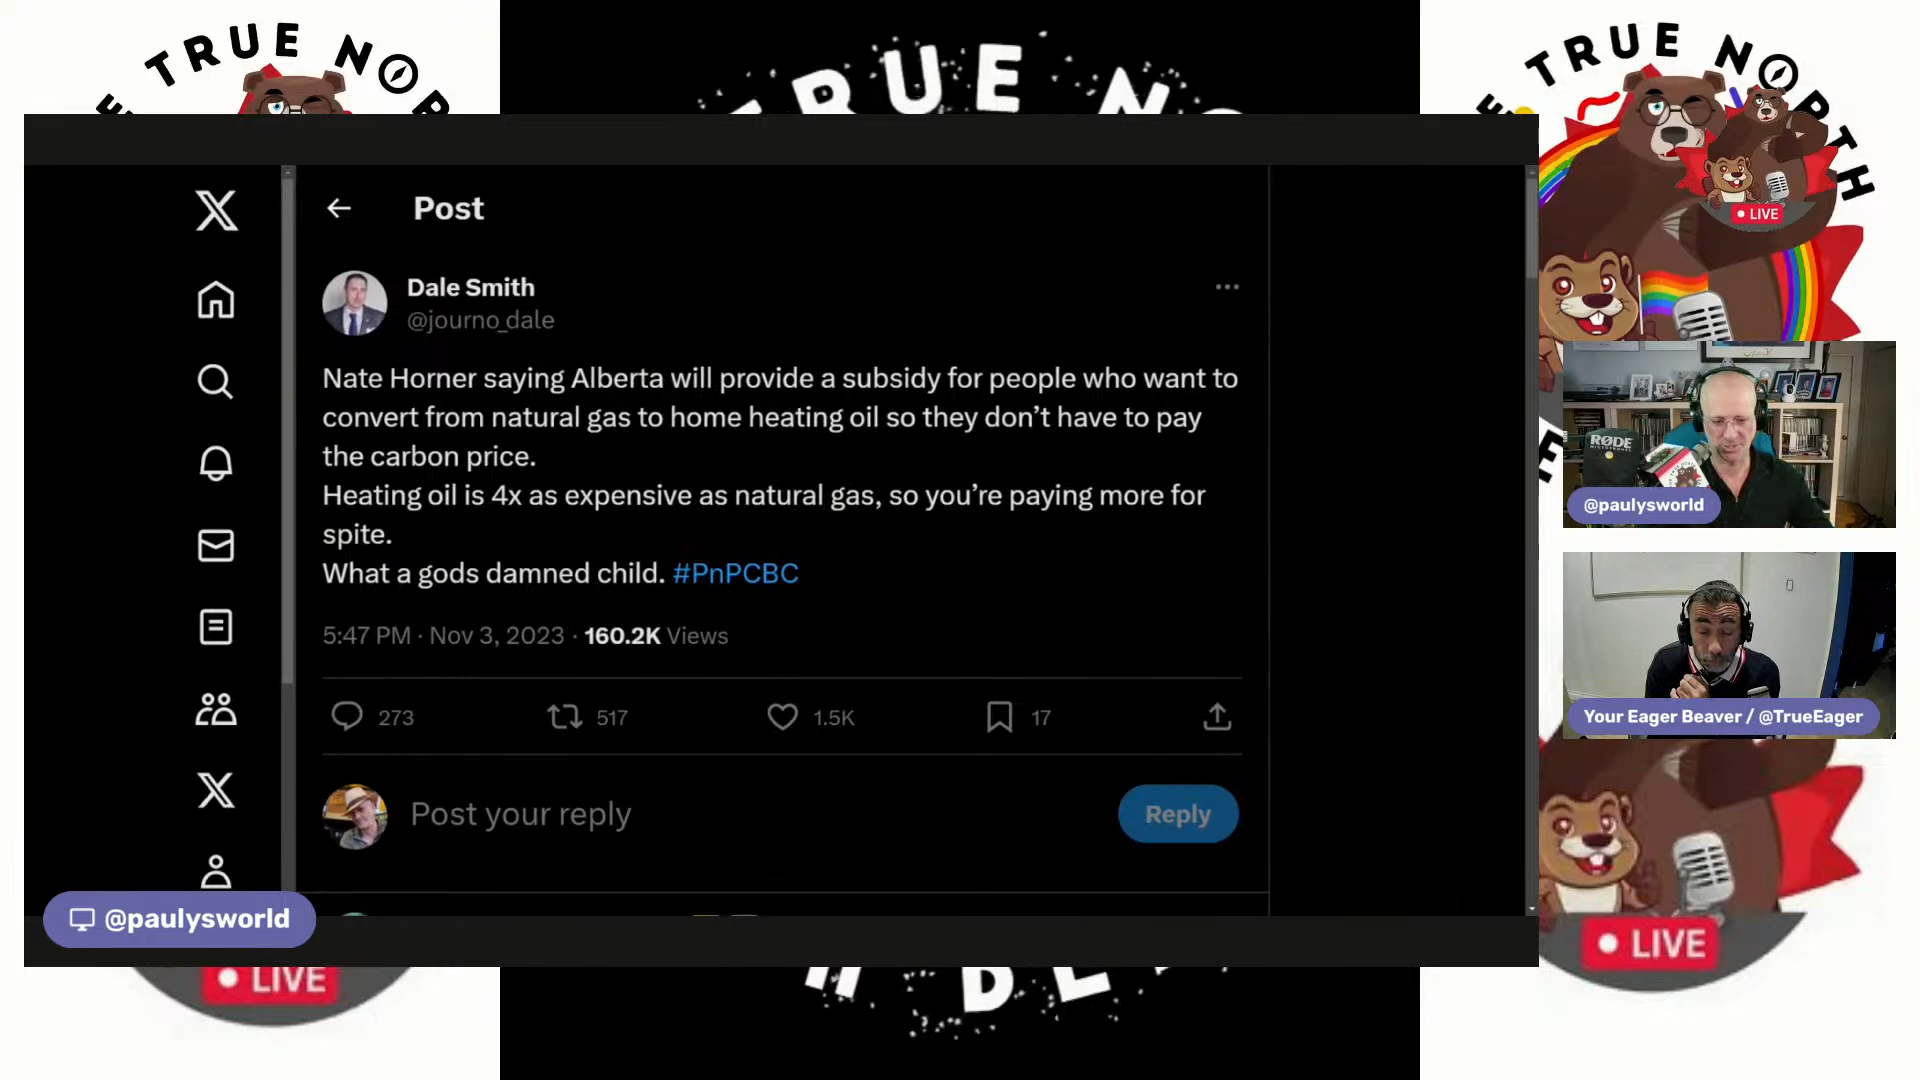 TRUE NOR
TRUE N
E TRUE NORTH
LIVE
Post
Dale Smith
@journo_dale
Nate Horner saying Alberta will provide a subsidy for people who want to
convert from natural gas to home heating oil so they don’t have to pay
the carbon price.
Heating oil is 4x as expensive as natural gas, so you’re paying more for
spite.
What a gods damned child. #PnPCBC
5:47 PM · Nov 3, 2023 · 160.2K Views
273
517
1.5K
17
Post your reply
Reply
RØDE
@paulysworld
Your Eager Beaver / @TrueEager
@paulysworld
LIVE
LIVE